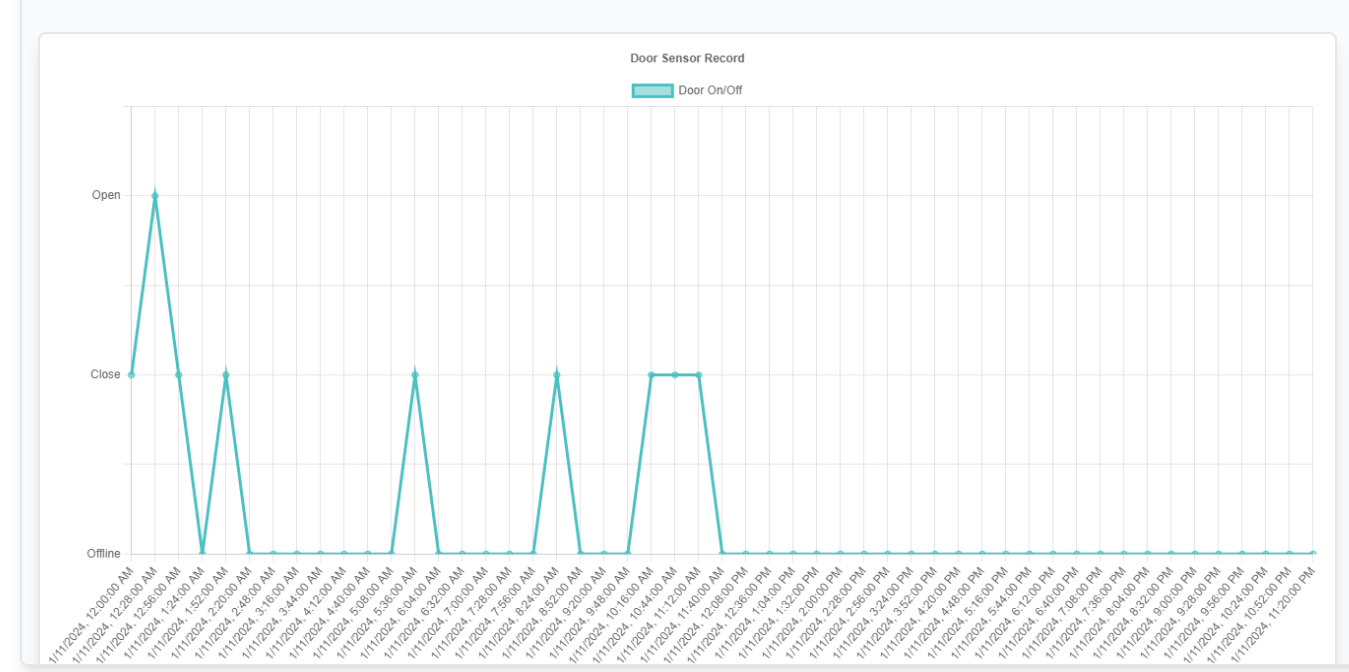 Door Sensor Record
Door On/Off
Open
Close
Offline
1/11/2024, 12:00:00 AM
1/11/2024, 12:28:00 AM
1/11/2024, 12:56:00 AM
1/11/2024, 1:24:00 AM
1/11/2024, 1:52:00 AM
1/11/2024, 2:20:00 AM
1/11/2024, 2:48:00 AM
1/11/2024, 3:16:00 AM
1/11/2024, 3:44:00 AM
1/11/2024, 4:12:00 AM
1/11/2024, 4:40:00 AM
1/11/2024, 5:08:00 AM
1/11/2024, 5:36:00 AM
1/11/2024, 6:04:00 AM
1/11/2024, 6:32:00 AM
1/11/2024, 7:00:00 AM
1/11/2024, 7:28:00 AM
1/11/2024, 7:56:00 AM
1/11/2024, 8:24:00 AM
1/11/2024, 8:52:00 AM
1/11/2024, 9:20:00 AM
1/11/2024, 9:48:00 AM
1/11/2024, 10:16:00 AM
1/11/2024, 10:44:00 AM
1/11/2024, 11:12:00 AM
1/11/2024, 11:40:00 AM
1/11/2024, 12:08:00 PM
1/11/2024, 12:36:00 PM
1/11/2024, 1:04:00 PM
1/11/2024, 1:32:00 PM
1/11/2024, 2:00:00 PM
1/11/2024, 2:28:00 PM
1/11/2024, 2:56:00 PM
1/11/2024, 3:24:00 PM
1/11/2024, 3:52:00 PM
1/11/2024, 4:20:00 PM
1/11/2024, 4:48:00 PM
1/11/2024, 5:16:00 PM
1/11/2024, 5:44:00 PM
1/11/2024, 6:12:00 PM
1/11/2024, 6:40:00 PM
1/11/2024, 7:08:00 PM
1/11/2024, 7:36:00 PM
1/11/2024, 8:04:00 PM
1/11/2024, 8:32:00 PM
1/11/2024, 9:00:00 PM
1/11/2024, 9:28:00 PM
1/11/2024, 9:56:00 PM
1/11/2024, 10:24:00 PM
1/11/2024, 10:52:00 PM
1/11/2024, 11:20:00 PM